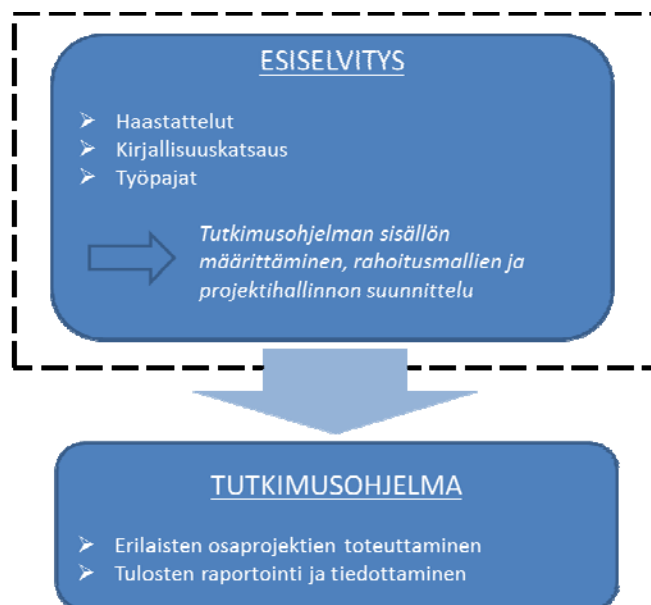 ESISELVITYS
Haastattelut
Kirjallisuuskatsaus
Työpajat
Tutkimusohjelman sisällön
määrittäminen, rahoitusmallien ja
projektihallinnon suunnittelu
TUTKIMUSOHJELMA
Erilaisten osaprojektien toteuttaminen
Tulosten raportointi ja tiedottaminen